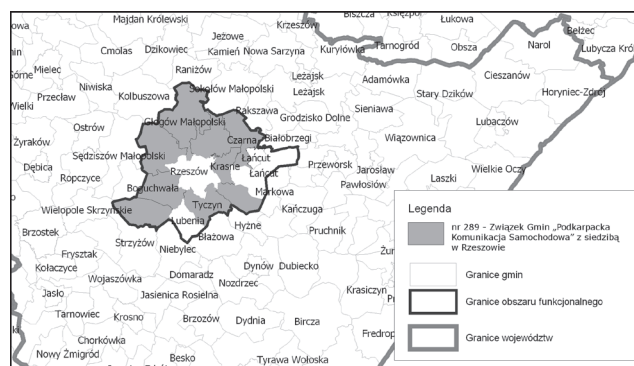 Majdan Królewski
Jeżowe
Krzeszów
Biszcza
Księżpol
Łukowa
Bełżec
Cmolas
Dzikowiec
Kamień
Nowa Sarzyna
Kuryłówka
Tarnogród
Obsza
Narol
Lubycza Kró
Mielec
Niwiska
Raniżów
Leżajsk
Adamówka
Cieszanów
Przecław
Kolbuszowa
Sokołów Małopolski
Leżajsk
Stary Dzików
Horyniec-Zdrój
Wielki
Rakszawa
Grodzisko Dolne
Sieniawa
Ostrów
Głogów Małopolski
Lubaczów
Żyraków
Czarna
Białobrzegi
Wiązownica
Sędziszów Małopolski
Łańcut
Dębica
Rzeszów
Krasne
Łańcut
Przeworsk
Jarosław
Wielkie Oczy
Ropczyce
Pawłosiów
Laszki
Boguchwała
Markowa
Wielopole Skrzyńskie
Tyczyn
Kańczuga
Lubenia
Hyżne
Pruchnik
Brzostek
Strzyżów
Błażowa
Niebylec
Frysztak
Kołaczyce
Domaradz
Dynów
Dubiecko
Wojaszówka
Nozdrzec
Krasiczyn
Jasło
Jasienica Rosielna
Tarnowiec
Krosno
Brzozów
Dydnia
Bircza
Fredrop
Chorkówka
Nowy Żmigród
Besko
Tyrawa Wołoska
Legenda
nr 289 – Związek Gmin „Podkarpacka
Komunikacja Samochodowa” z siedzibą
w Rzeszowie
Granice gmin
Granice obszaru funkcjonalnego
Granice województw